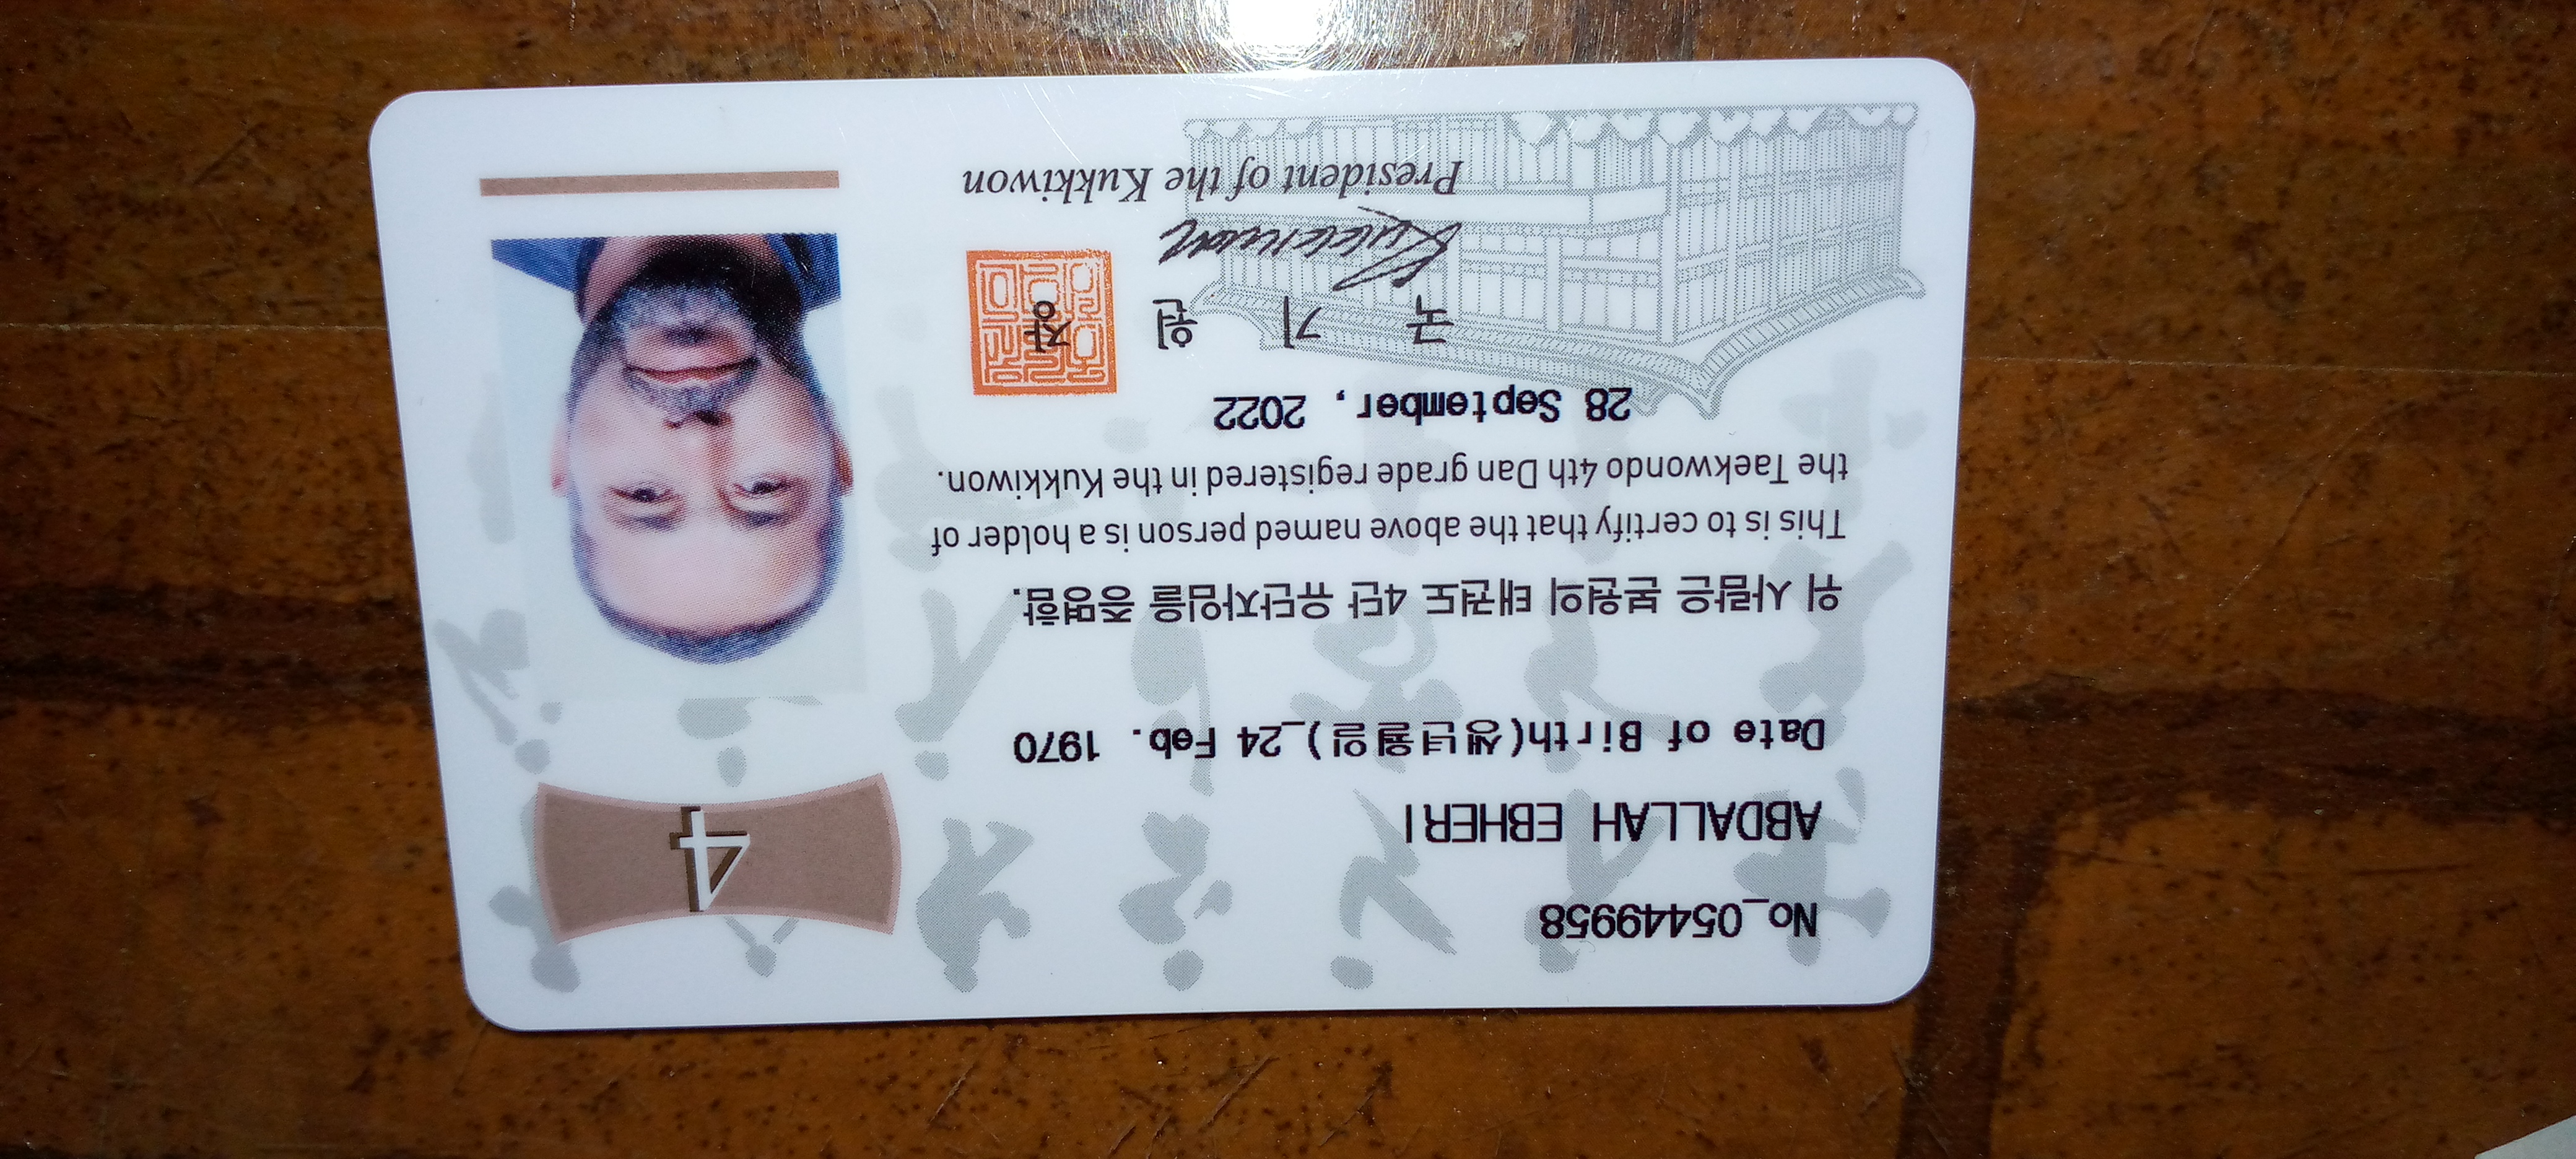 No_05449958
4
ABDALLAH EBHERI
Date of Birth(생년월일)_24 Feb. 1970
위 사람은 본원의 태권도 4단 유단자임을 증명함.
This is to certify that the above named person is a holder of
the Taekwondo 4th Dan grade registered in the Kukkiwon.
28 September, 2022
국 기 원 장
President of the Kukkiwon